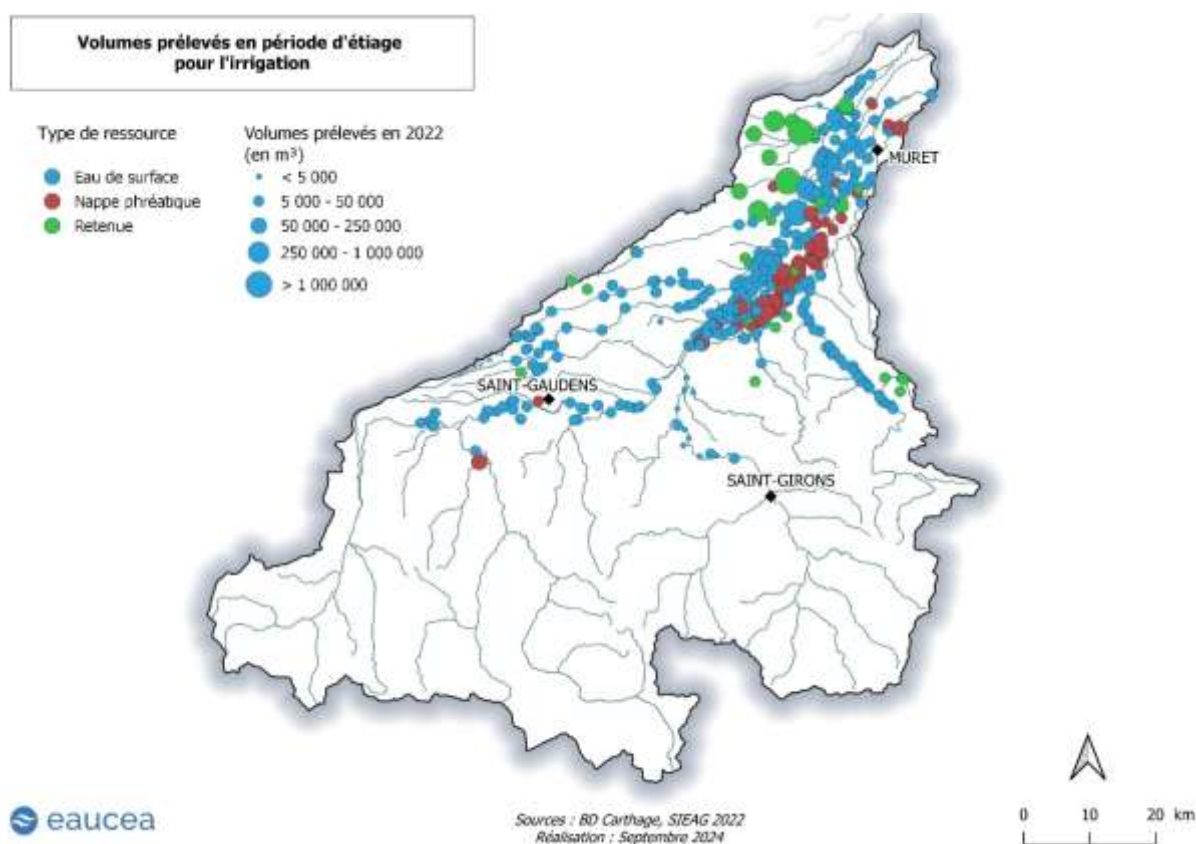 Volumes prélevés en période d'étiage
pour l'irrigation
Type de ressource
Eau de surface
Nappe phréatique
Retenue
Volumes prélevés en 2022
(en m³)
< 5 000
5 000 - 50 000
50 000 - 250 000
250 000 - 1 000 000
> 1 000 000
MURET
SAINT-GAUDENS
SAINT-GIRONS
eaucea
Sources : BD Carthage, SIEAG 2022
Réalisation : Septembre 2024
0 10 20 km